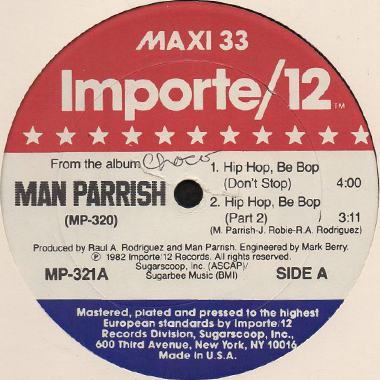 MAXI 33
Importe/12 TM
From the album
Choco
MAN PARRISH
(MP-320)
1. Hip Hop, Be Bop
(Don't Stop) 4:00
2. Hip Hop, Be Bop
(Part 2) 3:11
(M. Parrish-J. Robie-R.A. Rodriguez)
Produced by Raul A. Rodriguez and Man Parrish. Engineered by Mark Berry.
℗ 1982 Importe/12 Records. All rights reserved.
Sugarscoop, Inc. (ASCAP)/
Sugarbee Music (BMI)
MP-321A
SIDE A
Mastered, plated and pressed to the highest
European standards by Importe/12
Records Division, Sugarscoop, Inc.,
600 Third Avenue, New York, NY 10016
Made in U.S.A.